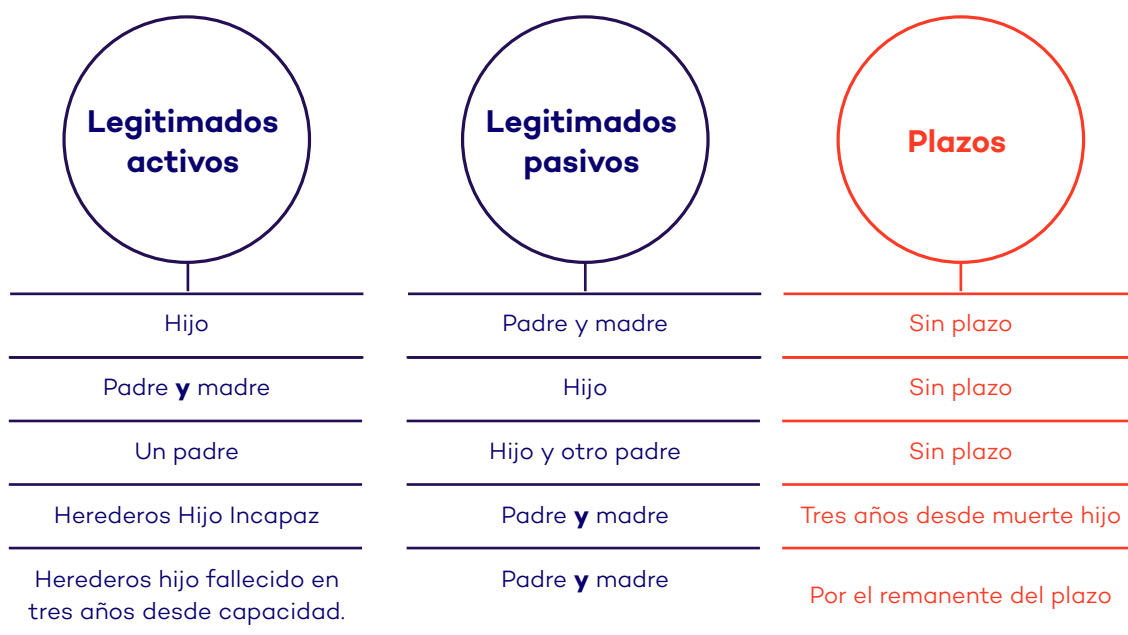 Legitimados
activos
Legitimados
pasivos
Plazos
Hijo
Padre y madre
Sin plazo
Padre y madre
Hijo
Sin plazo
Un padre
Hijo y otro padre
Sin plazo
Herederos Hijo Incapaz
Padre y madre
Tres años desde muerte hijo
Herederos hijo fallecido en
tres años desde capacidad.
Padre y madre
Por el remanente del plazo